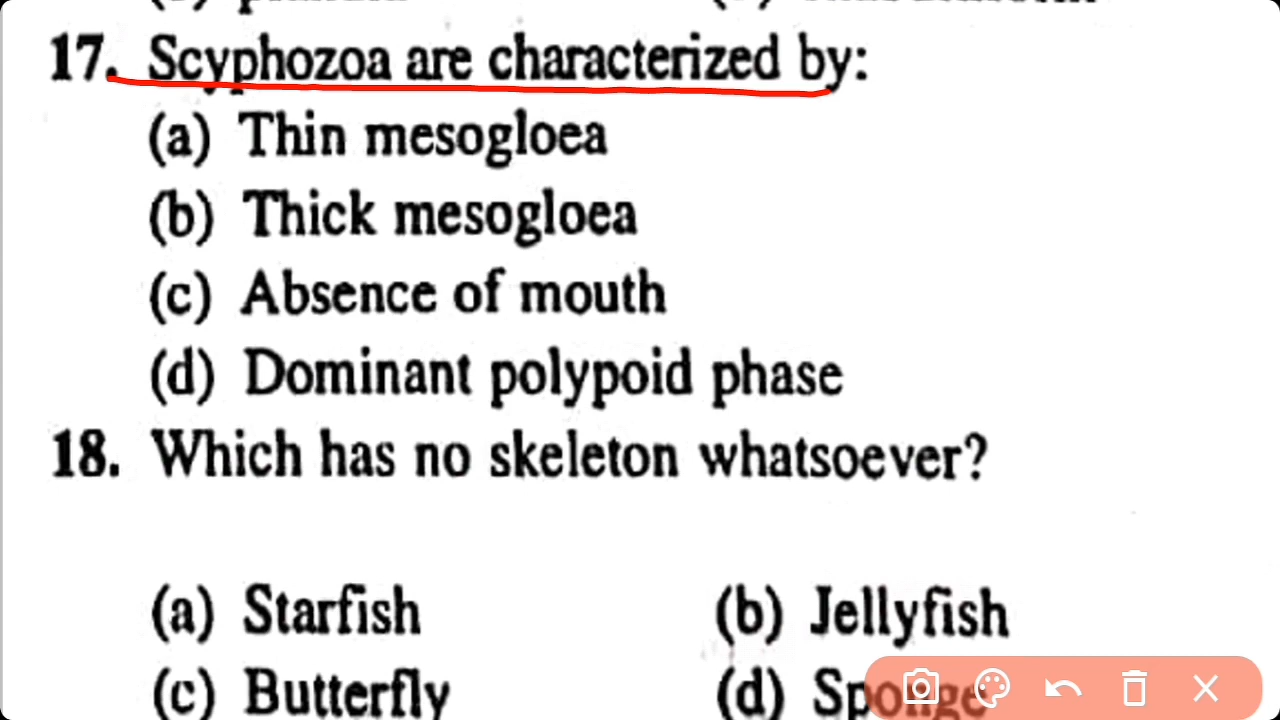 17. Scyphozoa are characterized by:
(a) Thin mesogloea
(b) Thick mesogloea
(c) Absence of mouth
(d) Dominant polypoid phase
18. Which has no skeleton whatsoever?
(a) Starfish (b) Jellyfish
(c) Butterfly (d) Sponge